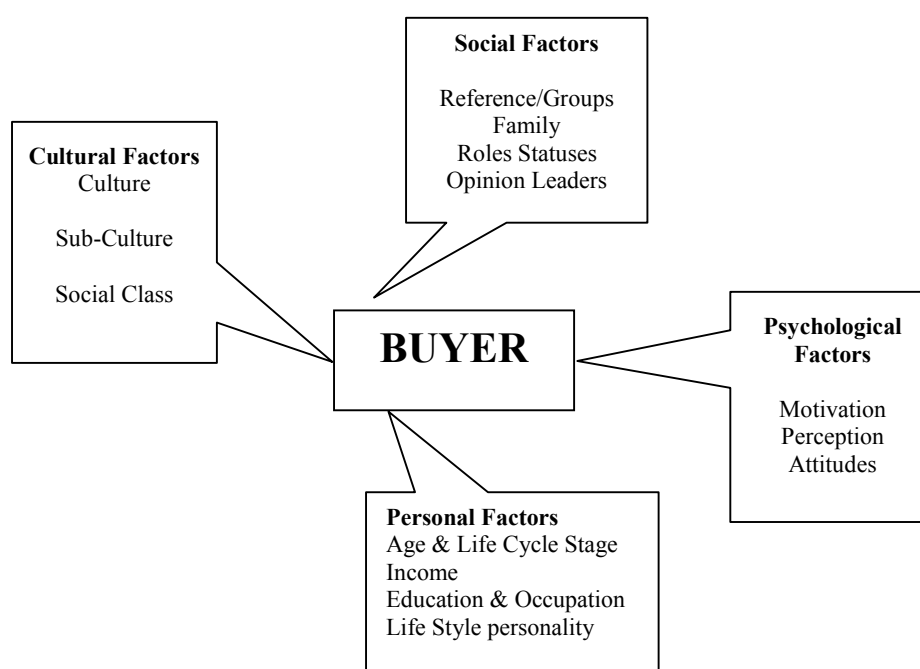 Social Factors
Reference/Groups
Family
Roles Statuses
Opinion Leaders
Cultural Factors
Culture
Sub-Culture
Social Class
BUYER
Psychological
Factors
Motivation
Perception
Attitudes
Personal Factors
Age & Life Cycle Stage
Income
Education & Occupation
Life Style personality